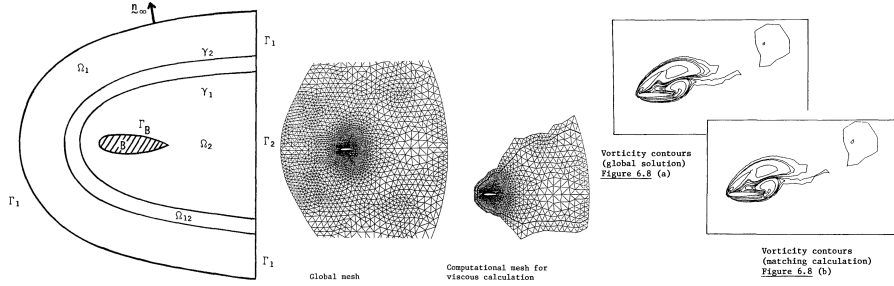 n∞
Γ1
γ2
Ω1
γ1
ΓB
B
Ω2
Γ2
Γ1
Ω12
Γ1
Global mesh
Computational mesh for
viscous calculation
Vorticity contours
(global solution)
Figure 6.8 (a)
Vorticity contours
(matching calculation)
Figure 6.8 (b)